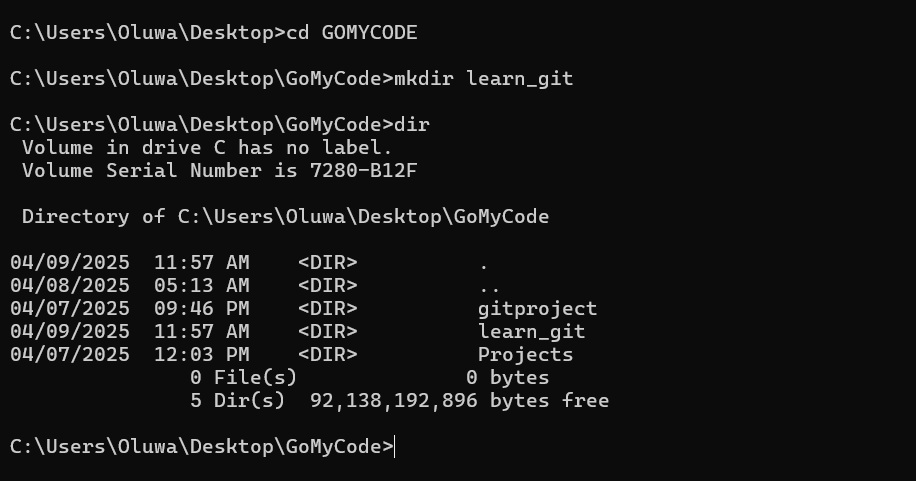 C:\Users\Oluwa\Desktop>cd GOMYCODE
C:\Users\Oluwa\Desktop\GoMyCode>mkdir learn_git
C:\Users\Oluwa\Desktop\GoMyCode>dir
 Volume in drive C has no label.
 Volume Serial Number is 7280-B12F
 Directory of C:\Users\Oluwa\Desktop\GoMyCode
04/09/2025  11:57 AM    <DIR>          .
04/08/2025  05:13 AM    <DIR>          ..
04/07/2025  09:46 PM    <DIR>          gitproject
04/09/2025  11:57 AM    <DIR>          learn_git
04/07/2025  12:03 PM    <DIR>          Projects
               0 File(s)              0 bytes
               5 Dir(s)  92,138,192,896 bytes free
C:\Users\Oluwa\Desktop\GoMyCode>